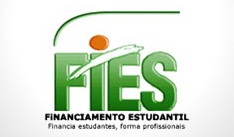 FiES
FiNANCIAMENTO ESTUDANTIL
Financia estudantes, forma profissionais